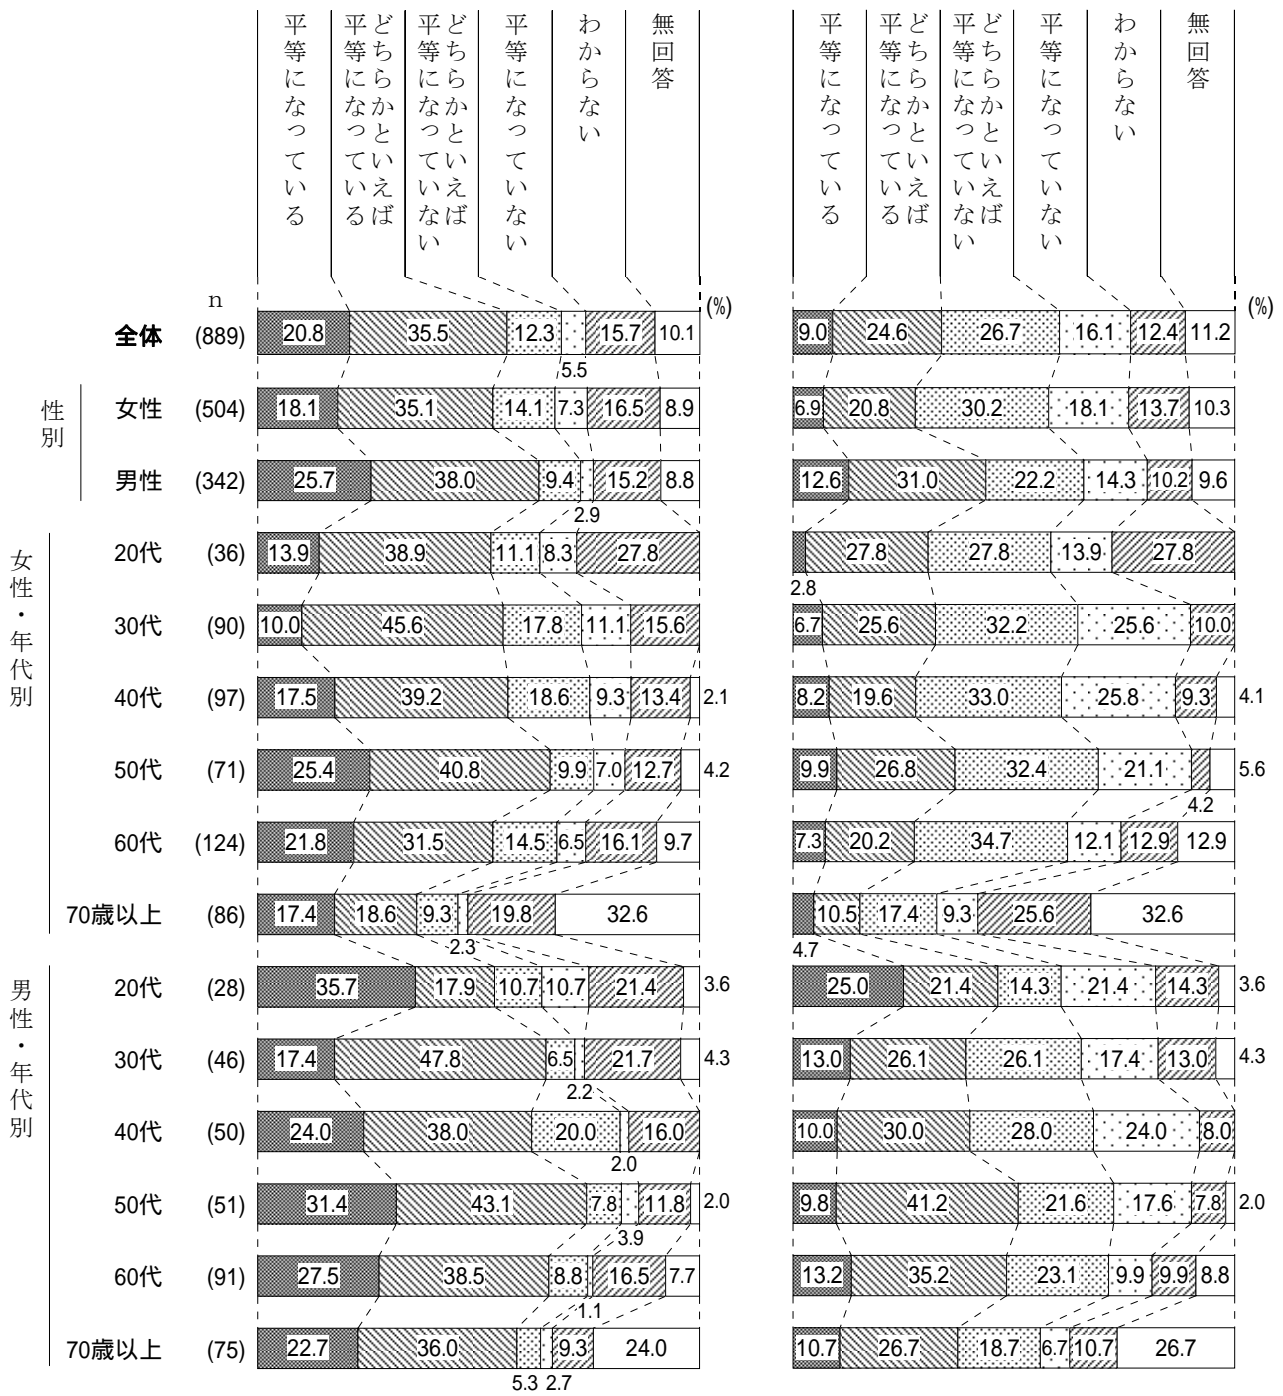 平等になっている
どちらかといえば
平等になっている
どちらかといえば
平等になっていない
平等になっていない
わからない
無回答
平等になっている
どちらかといえば
平等になっている
どちらかといえば
平等になっていない
平等になっていない
わからない
無回答
n
(%)
(%)
全体 (889) 20.8 35.5 12.3 5.5 15.7 10.1 9.0 24.6 26.7 16.1 12.4 11.2
性別
女性 (504) 18.1 35.1 14.1 7.3 16.5 8.9 6.9 20.8 30.2 18.1 13.7 10.3
男性 (342) 25.7 38.0 9.4 2.9 15.2 8.8 12.6 31.0 22.2 14.3 10.2 9.6
女性・年代別
20代 (36) 13.9 38.9 11.1 8.3 27.8 2.8 27.8 27.8 13.9 27.8
30代 (90) 10.0 45.6 17.8 11.1 15.6 6.7 25.6 32.2 25.6 10.0
40代 (97) 17.5 39.2 18.6 9.3 13.4 2.1 8.2 19.6 33.0 25.8 9.3 4.1
50代 (71) 25.4 40.8 9.9 7.0 12.7 4.2 9.9 26.8 32.4 21.1 4.2 5.6
60代 (124) 21.8 31.5 14.5 6.5 16.1 9.7 7.3 20.2 34.7 12.1 12.9 12.9
70歳以上 (86) 17.4 18.6 9.3 2.3 19.8 32.6 4.7 10.5 17.4 9.3 25.6 32.6
男性・年代別
20代 (28) 35.7 17.9 10.7 10.7 21.4 3.6 25.0 21.4 14.3 21.4 14.3 3.6
30代 (46) 17.4 47.8 6.5 2.2 21.7 4.3 13.0 26.1 26.1 17.4 13.0 4.3
40代 (50) 24.0 38.0 20.0 2.0 16.0 10.0 30.0 28.0 24.0 8.0
50代 (51) 31.4 43.1 7.8 3.9 11.8 2.0 9.8 41.2 21.6 17.6 7.8 2.0
60代 (91) 27.5 38.5 8.8 1.1 16.5 7.7 13.2 35.2 23.1 9.9 9.9 8.8
70歳以上 (75) 22.7 36.0 5.3 2.7 9.3 24.0 10.7 26.7 18.7 6.7 10.7 26.7